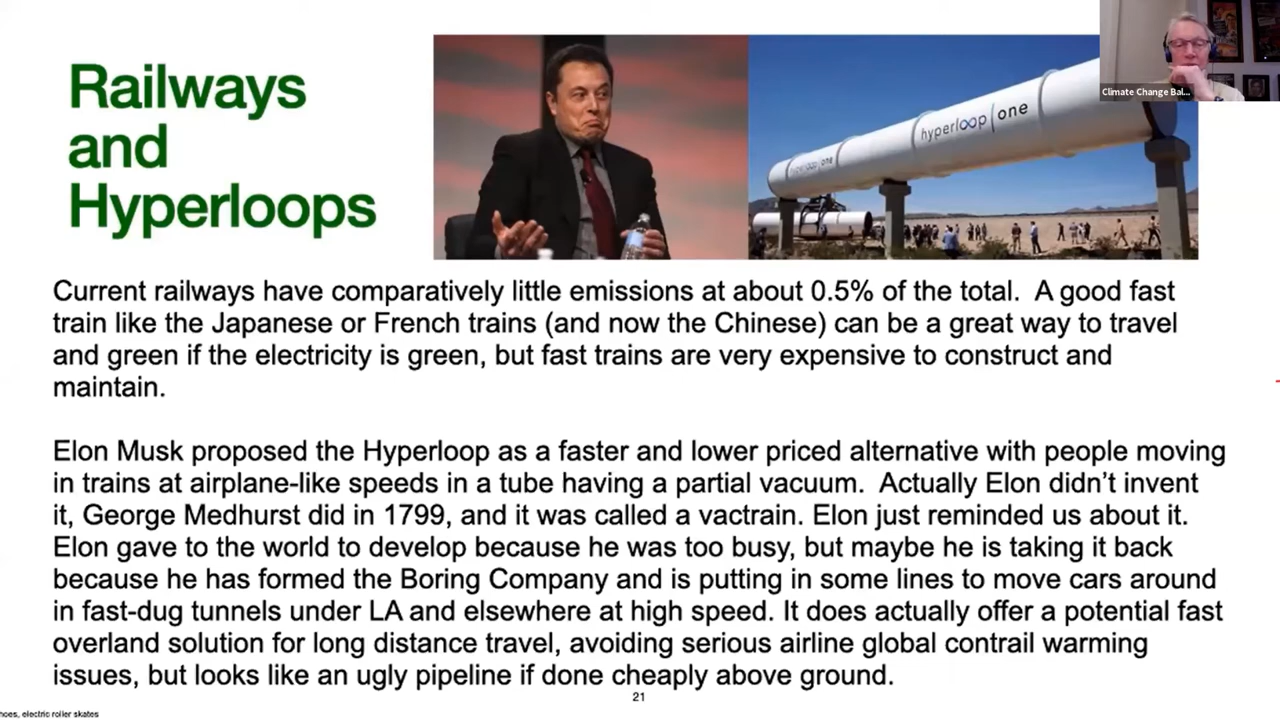 Railways
and
Hyperloops
hyperloop one
hyperloop | one
Climate Change Bal...
Current railways have comparatively little emissions at about 0.5% of the total.  A good fast
train like the Japanese or French trains (and now the Chinese) can be a great way to travel
and green if the electricity is green, but fast trains are very expensive to construct and
maintain.
Elon Musk proposed the Hyperloop as a faster and lower priced alternative with people moving
in trains at airplane-like speeds in a tube having a partial vacuum.  Actually Elon didn’t invent
it, George Medhurst did in 1799, and it was called a vactrain. Elon just reminded us about it.
Elon gave to the world to develop because he was too busy, but maybe he is taking it back
because he has formed the Boring Company and is putting in some lines to move cars around
in fast-dug tunnels under LA and elsewhere at high speed. It does actually offer a potential fast
overland solution for long distance travel, avoiding serious airline global contrail warming
issues, but looks like an ugly pipeline if done cheaply above ground.
21
hoes, electric roller skates